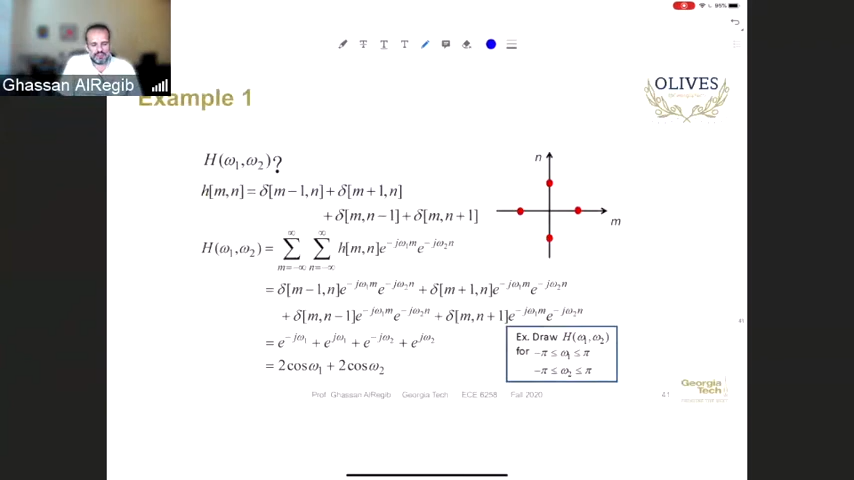 95%
Ghassan AlRegib
Example 1
OLIVES
H(ω₁,ω₂)?
h[m,n] = δ[m−1,n] + δ[m+1,n]
+ δ[m,n−1] + δ[m,n+1]
n
m
H(ω₁,ω₂) = ∑_{m=−∞}^{∞} ∑_{n=−∞}^{∞} h[m,n]e^{−jω₁m}e^{−jω₂n}
= δ[m−1,n]e^{−jω₁m}e^{−jω₂n} + δ[m+1,n]e^{−jω₁m}e^{−jω₂n}
+ δ[m,n−1]e^{−jω₁m}e^{−jω₂n} + δ[m,n+1]e^{−jω₁m}e^{−jω₂n}
= e^{−jω₁} + e^{jω₁} + e^{−jω₂} + e^{jω₂}
= 2cosω₁ + 2cosω₂
Ex. Draw H(ω₁,ω₂)
for −π ≤ ω₁ ≤ π
−π ≤ ω₂ ≤ π
41
Georgia
Tech
Prof. Ghassan AlRegib Georgia Tech ECE 6258 Fall 2020 41